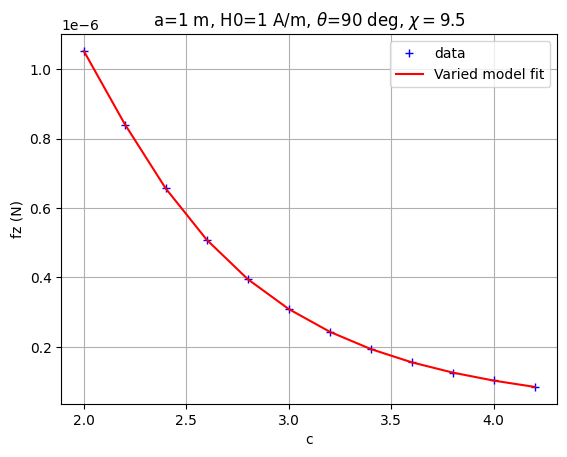 a=1 m, H0=1 A/m, θ=90 deg, χ = 9.5
1e−6
data
Varied model fit
1.0
0.8
0.6
0.4
0.2
fz (N)
2.0 2.5 3.0 3.5 4.0
c